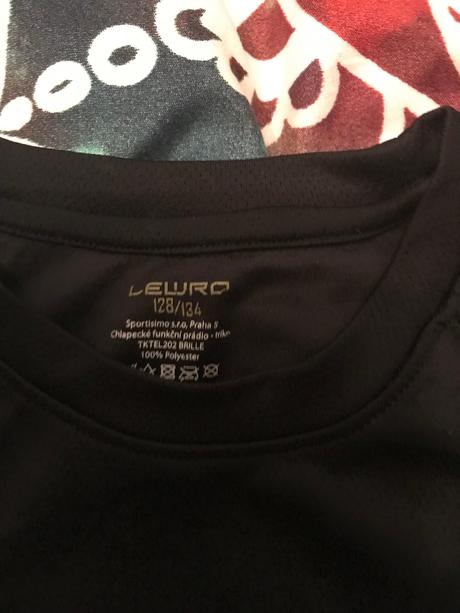 LEWRO
128/134
Sportisimo s.r.o, Praha 5
Chlapecké funkční prádlo - triko
TKTEL202 BRILLE
100% Polyester